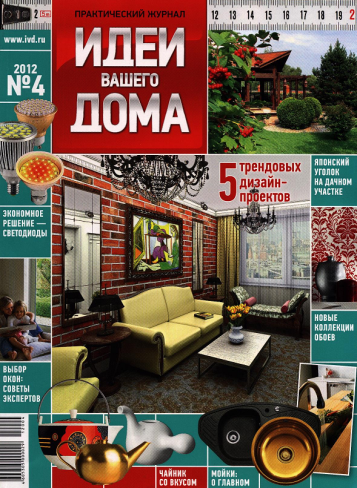 ПРАКТИЧЕСКИЙ ЖУРНАЛ
12 13 14 15 16 17 18 19 2
www.ivd.ru
2012
№4
ИДЕИ
ВАШЕГО
ДОМА
5 трендовых
дизайн-
проектов
ЯПОНСКИЙ
УГОЛОК
НА ДАЧНОМ
УЧАСТКЕ
ЭКОНОМНОЕ
РЕШЕНИЕ —
СВЕТОДИОДЫ
НОВЫЕ
КОЛЛЕКЦИИ
ОБОЕВ
ВЫБОР
ОКОН:
СОВЕТЫ
ЭКСПЕРТОВ
ЧАЙНИК
СО ВКУСОМ
МОЙКИ:
О ГЛАВНОМ